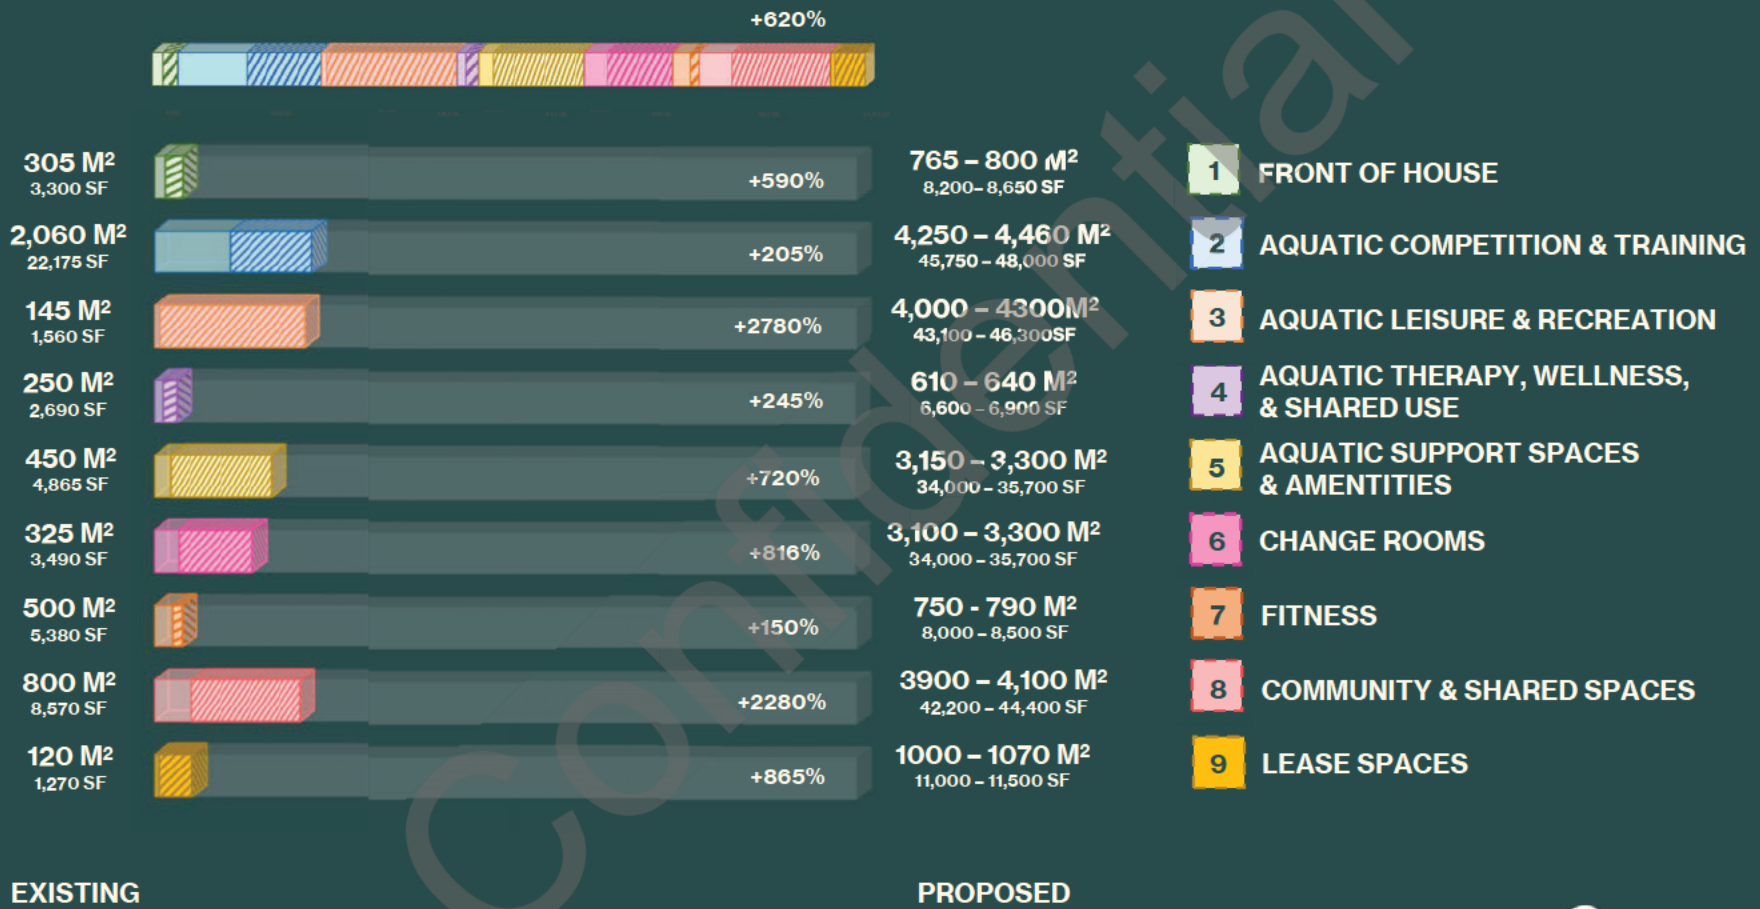 +620%
305 M²
3,300 SF
+590%
765 – 800 M²
8,200– 8,650 SF
1
FRONT OF HOUSE
2,060 M²
22,175 SF
+205%
4,250 – 4,460 M²
45,750 – 48,000 SF
2
AQUATIC COMPETITION & TRAINING
145 M²
1,560 SF
+2780%
4,000 – 4300M²
43,100 – 46,300SF
3
AQUATIC LEISURE & RECREATION
250 M²
2,690 SF
+245%
610 – 640 M²
6,600 – 6,900 SF
4
AQUATIC THERAPY, WELLNESS,
& SHARED USE
450 M²
4,865 SF
+720%
3,150 – 3,300 M²
34,000 – 35,700 SF
5
AQUATIC SUPPORT SPACES
& AMENTITIES
325 M²
3,490 SF
+816%
3,100 – 3,300 M²
34,000 – 35,700 SF
6
CHANGE ROOMS
500 M²
5,380 SF
+150%
750 - 790 M²
8,000 – 8,500 SF
7
FITNESS
800 M²
8,570 SF
+2280%
3900 – 4,100 M²
42,200 – 44,400 SF
8
COMMUNITY & SHARED SPACES
120 M²
1,270 SF
+865%
1000 – 1070 M²
11,000 – 11,500 SF
9
LEASE SPACES
EXISTING
PROPOSED
Confidential